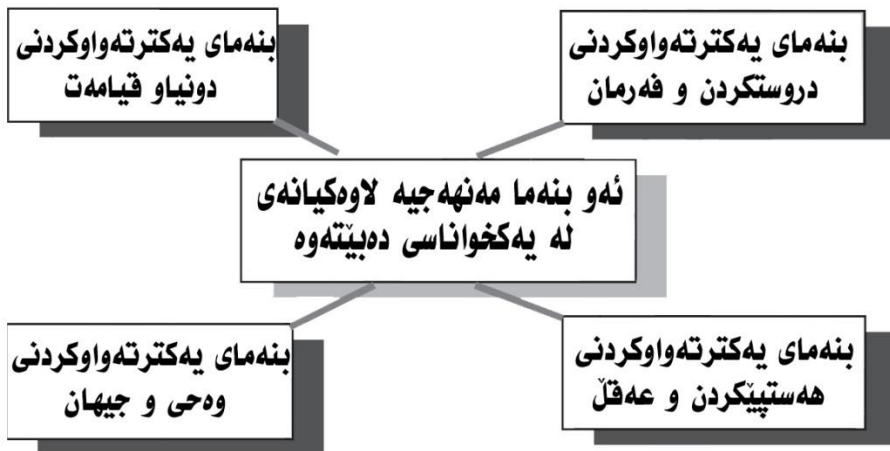 بنەمای یەکترتەواوکردنی
دروستکردن و فەرمان
بنەمای یەکترتەواوکردنی
دونیاو قیامەت
ئەو بنەما مەنهەجیە لاوەکیانەی
لە یەکخواناسی دەبێتەوە
بنەمای یەکترتەواوکردنی
هەستپێکردن و عەقڵ
بنەمای یەکترتەواوکردنی
وەحی و جیهان